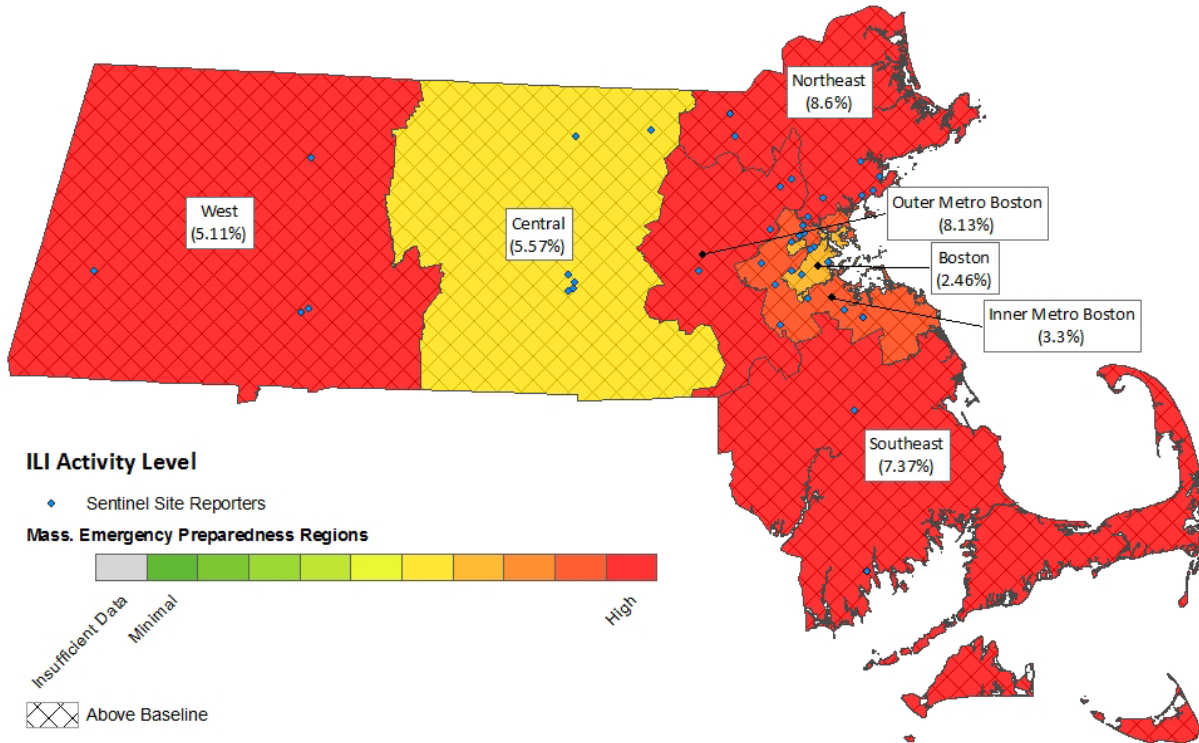 Northeast
(8.6%)
West
(5.11%)
Central
(5.57%)
Outer Metro Boston
(8.13%)
Boston
(2.46%)
Inner Metro Boston
(3.3%)
Southeast
(7.37%)
ILI Activity Level
Sentinel Site Reporters
Mass. Emergency Preparedness Regions
Insufficient Data
Minimal
High
Above Baseline